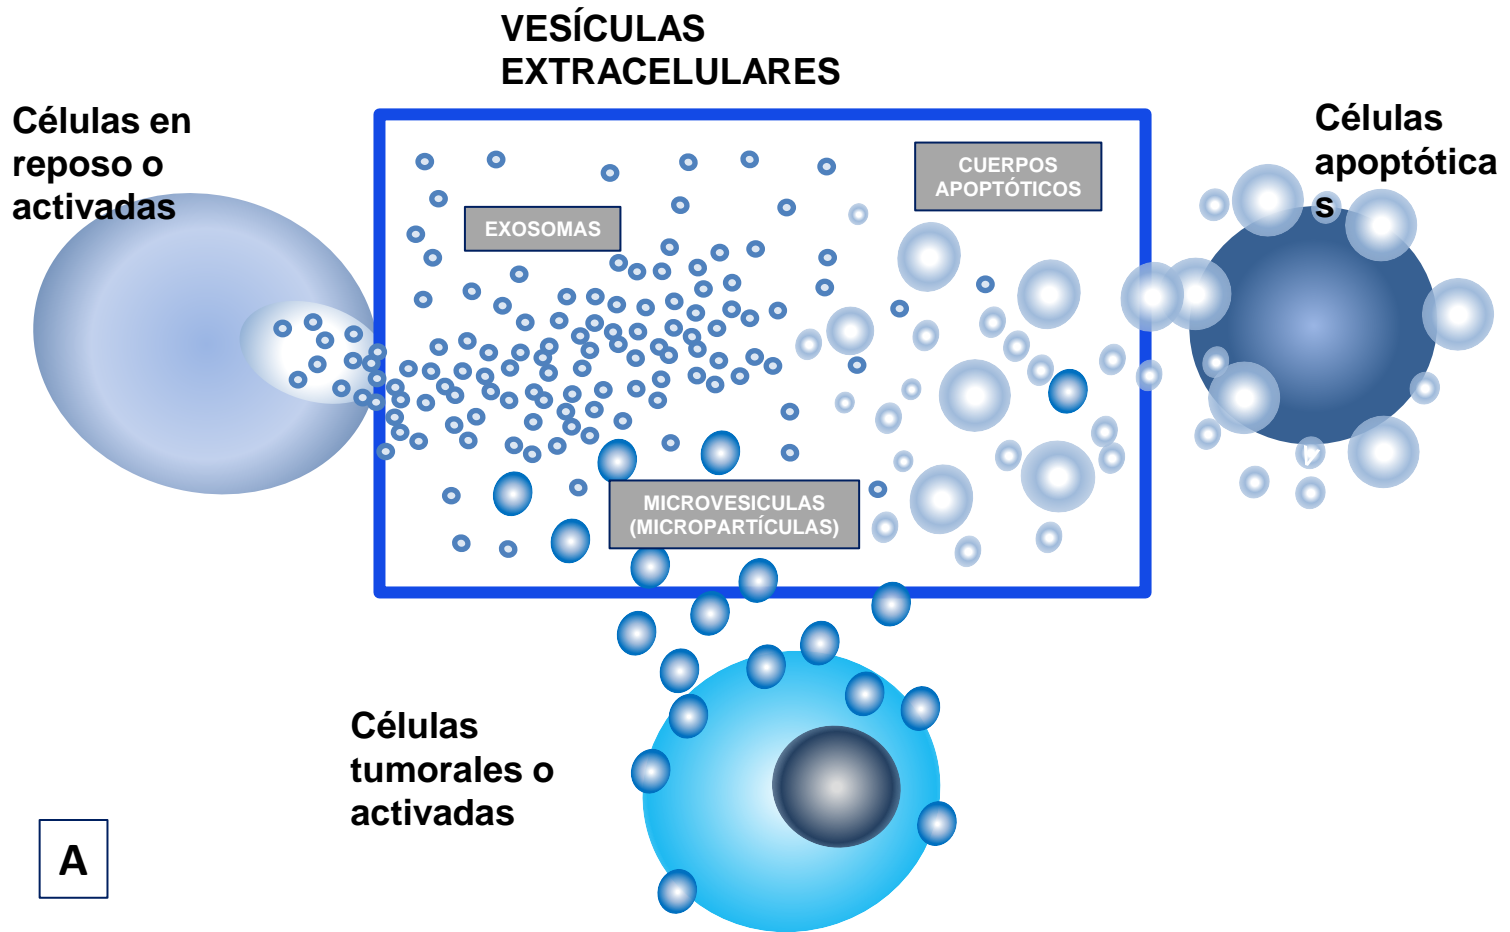 VESÍCULAS
EXTRACELULARES
Células en
reposo o
activadas
Células
apoptótica
s
CUERPOS
APOPTÓTICOS
EXOSOMAS
MICROVESICULAS
(MICROPARTÍCULAS)
Células
tumorales o
activadas
A